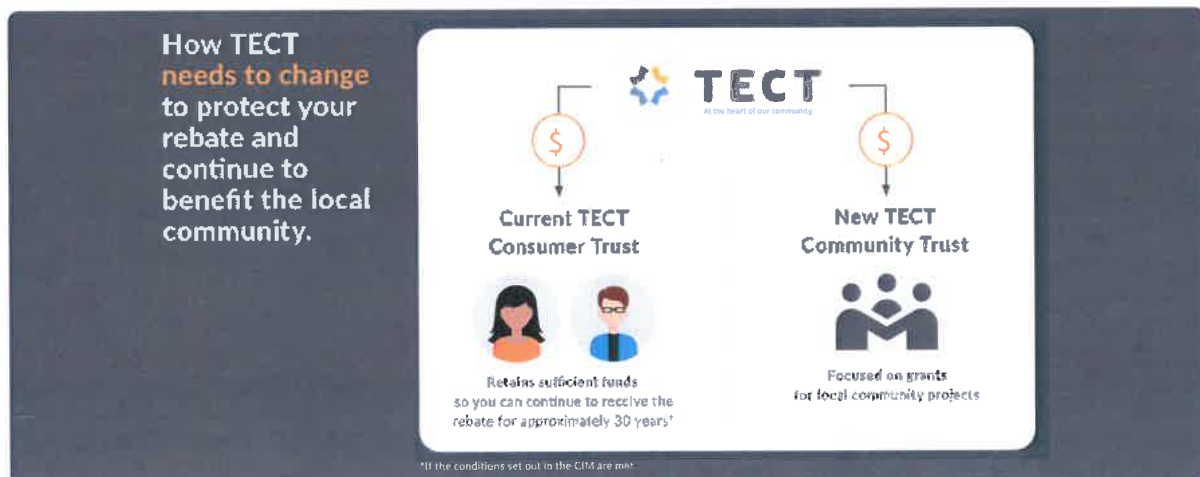 How TECT
needs to change
to protect your
rebate and
continue to
benefit the local
community.
TECT
At the heart of our community
$
$
Current TECT
Consumer Trust
New TECT
Community Trust
Retains sufficient funds
so you can continue to receive the
rebate for approximately 30 years*
Focused on grants
for local community projects
*If the conditions set out in the CIM are met